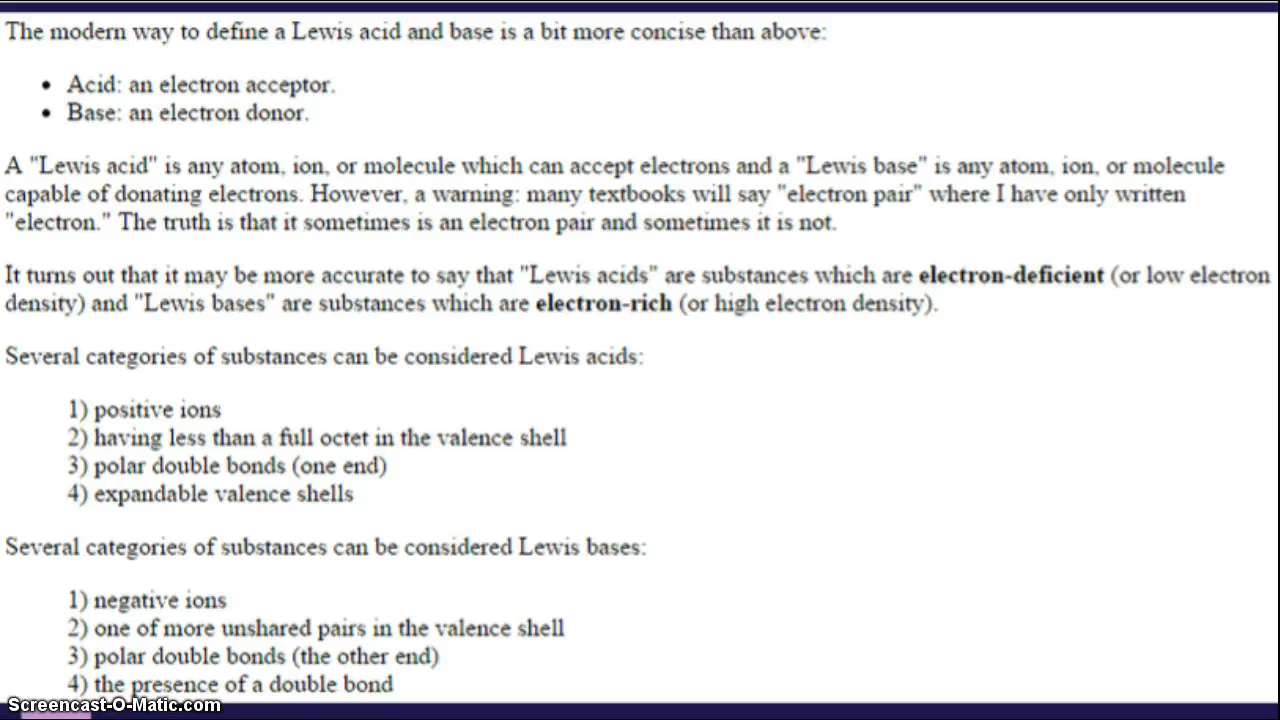 The modern way to define a Lewis acid and base is a bit more concise than above:
• Acid: an electron acceptor.
• Base: an electron donor.
A "Lewis acid" is any atom, ion, or molecule which can accept electrons and a "Lewis base" is any atom, ion, or molecule
capable of donating electrons. However, a warning: many textbooks will say "electron pair" where I have only written
"electron." The truth is that it sometimes is an electron pair and sometimes it is not.
It turns out that it may be more accurate to say that "Lewis acids" are substances which are electron-deficient (or low electron
density) and "Lewis bases" are substances which are electron-rich (or high electron density).
Several categories of substances can be considered Lewis acids:
1) positive ions
2) having less than a full octet in the valence shell
3) polar double bonds (one end)
4) expandable valence shells
Several categories of substances can be considered Lewis bases:
1) negative ions
2) one of more unshared pairs in the valence shell
3) polar double bonds (the other end)
4) the presence of a double bond
Screencast-O-Matic.com